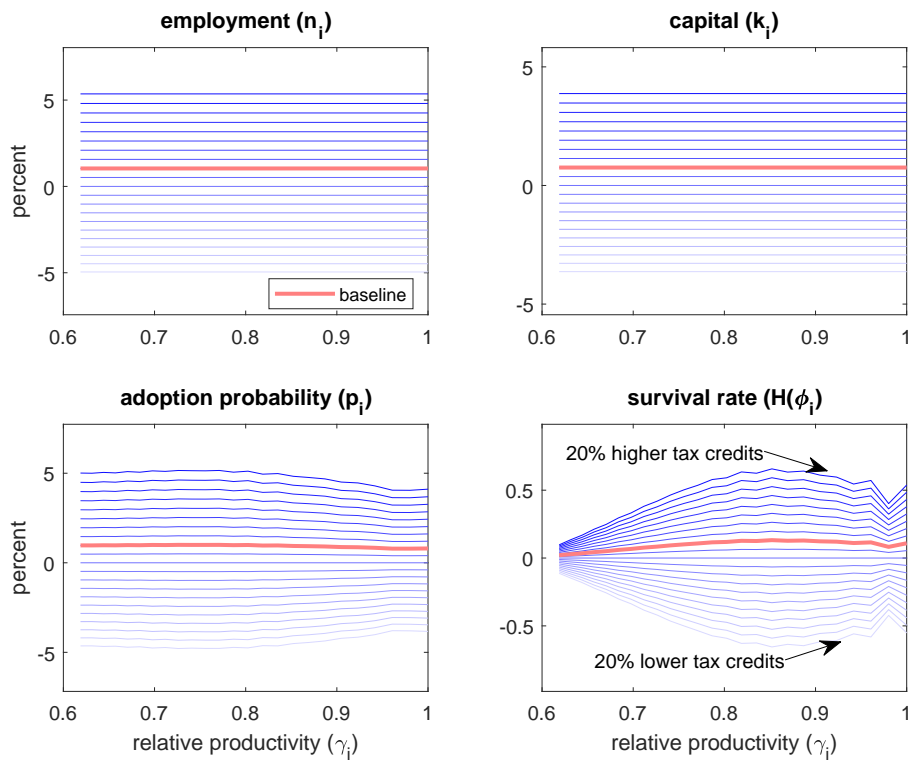 employment (n_i)
capital (k_i)
percent
5
0
-5
0.6 0.7 0.8 0.9 1
baseline
5
0
-5
0.6 0.7 0.8 0.9 1
adoption probability (p_i)
survival rate (H(ϕ_i)
percent
5
0
-5
0.6 0.7 0.8 0.9 1
relative productivity (γ_i)
20% higher tax credits
0.5
0
-0.5
20% lower tax credits
0.6 0.7 0.8 0.9 1
relative productivity (γ_i)